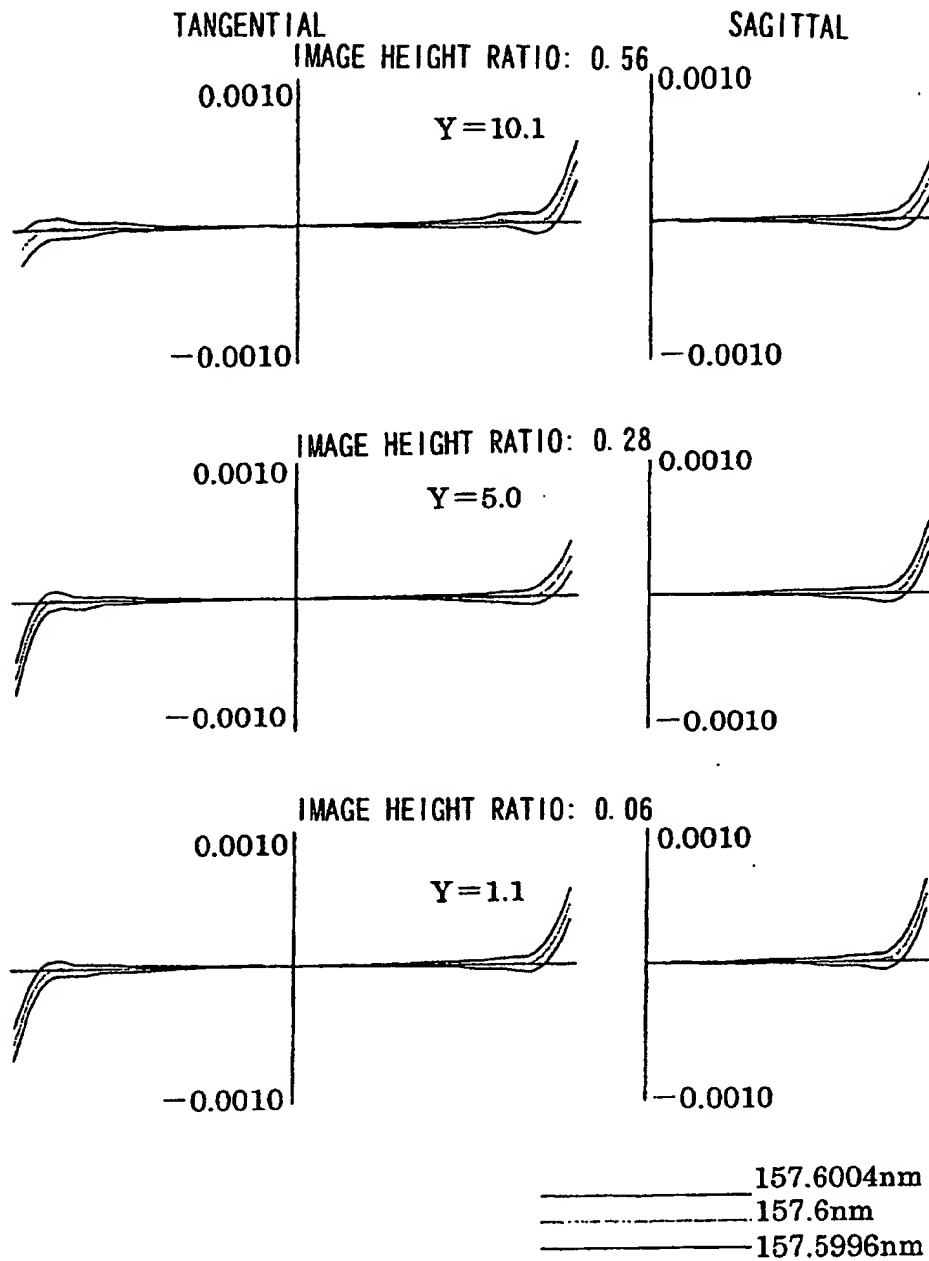 TANGENTIAL
SAGITTAL
IMAGE HEIGHT RATIO: 0.56
0.0010
0.0010
Y=10.1
−0.0010
−0.0010
IMAGE HEIGHT RATIO: 0.28
0.0010
0.0010
Y=5.0
−0.0010
−0.0010
IMAGE HEIGHT RATIO: 0.06
0.0010
0.0010
Y=1.1
−0.0010
−0.0010
157.6004nm
157.6nm
157.5996nm